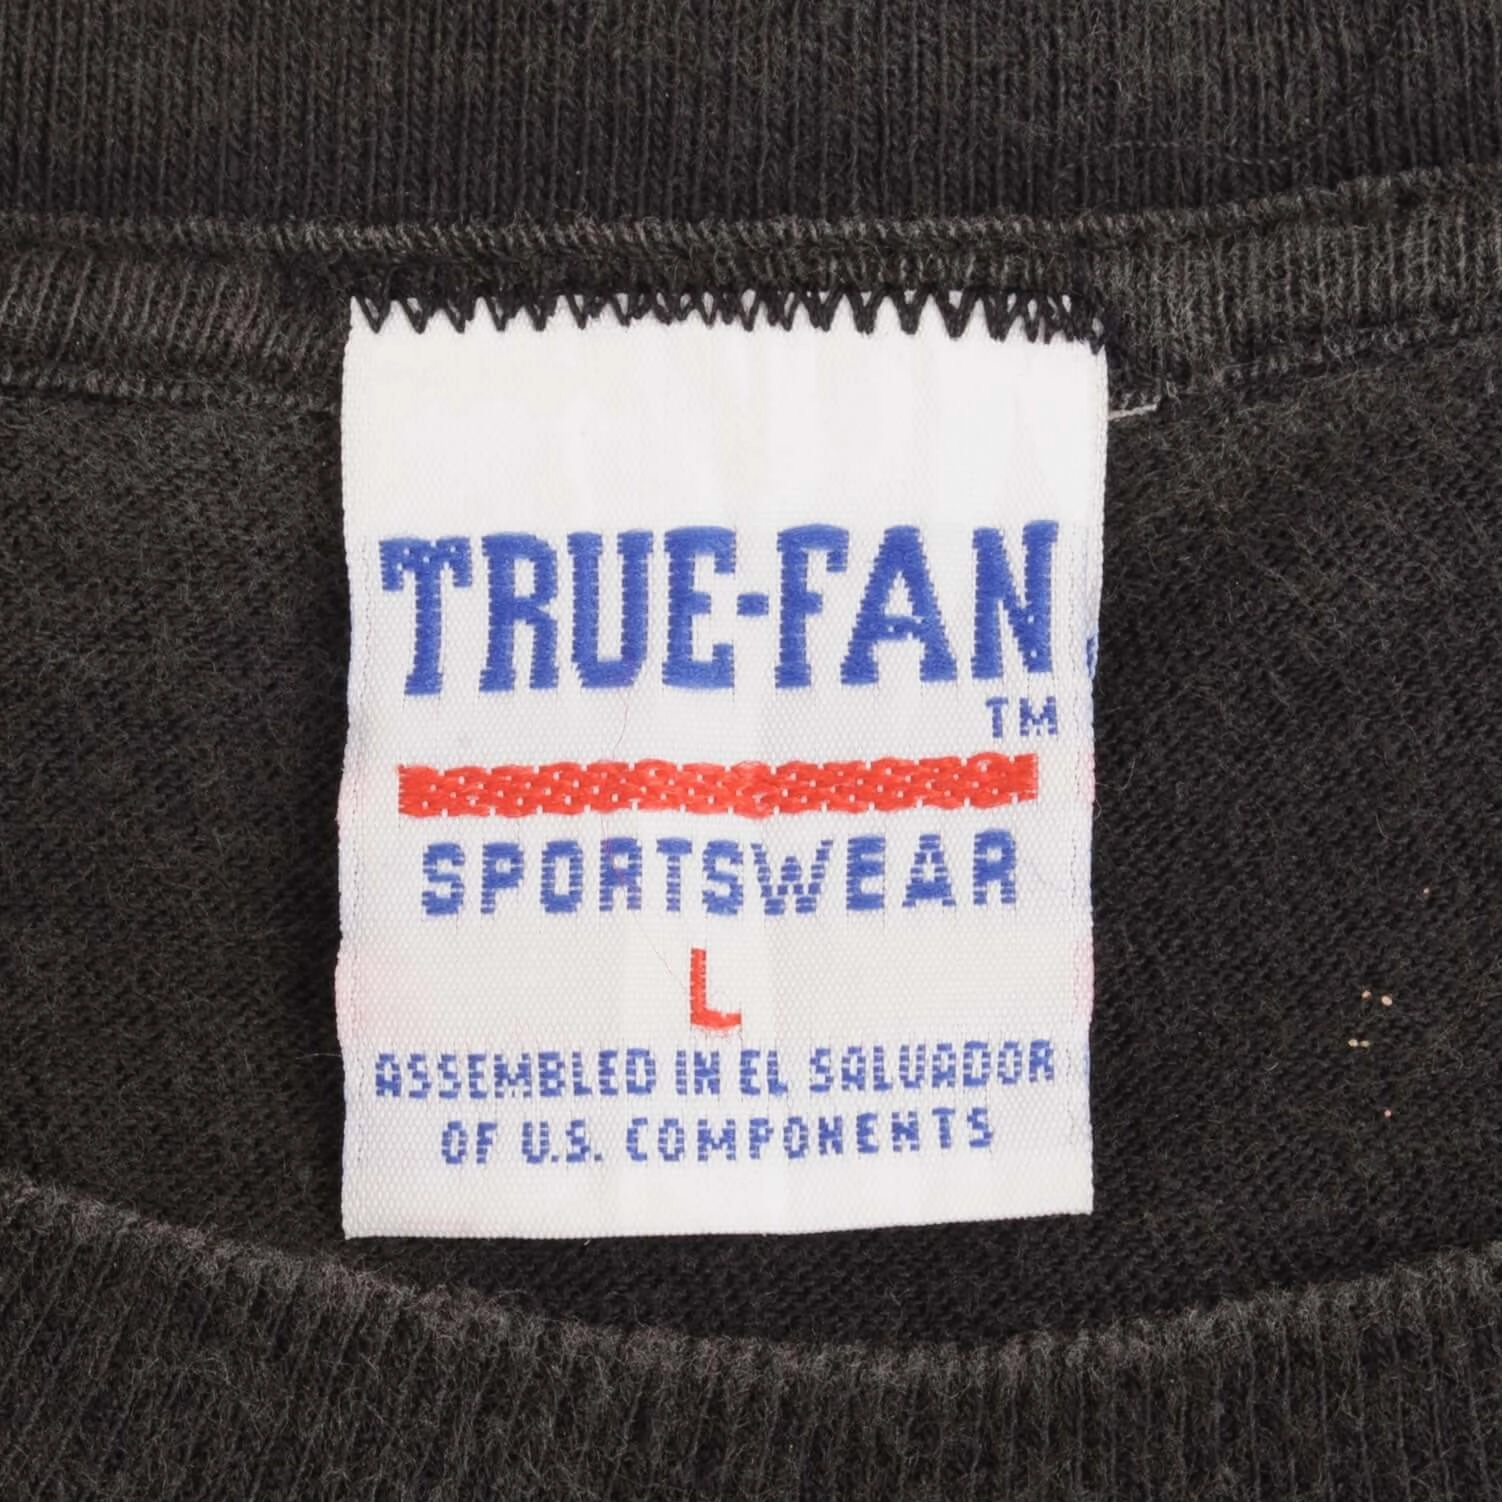 TRUE-FAN
TM
SPORTSWEAR
L
ASSEMBLED IN EL SALVADOR
OF U.S. COMPONENTS